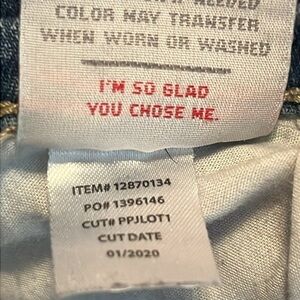 NEEDED
COLOR MAY TRANSFER
WHEN WORN OR WASHED
I'M SO GLAD
YOU CHOSE ME.
ITEM# 12870134
PO# 1396146
CUT# PPJLOT1
CUT DATE
01/2020